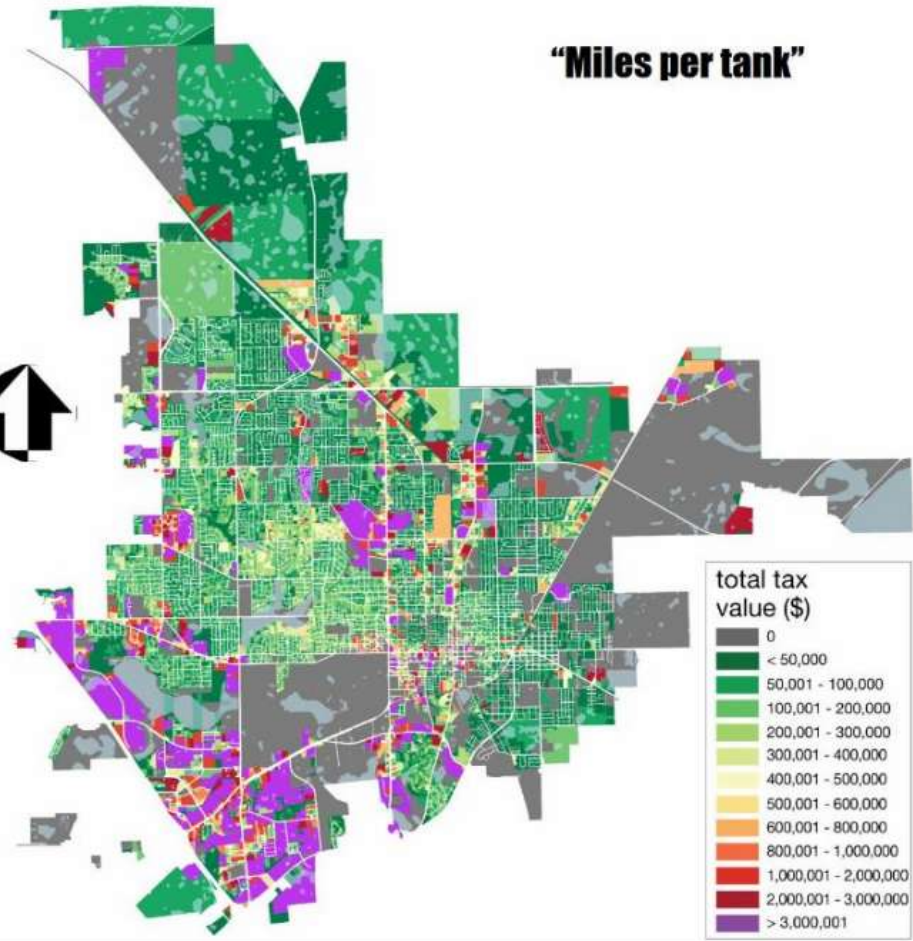 “Miles per tank”
total tax
value ($)
0
< 50,000
50,001 - 100,000
100,001 - 200,000
200,001 - 300,000
300,001 - 400,000
400,001 - 500,000
500,001 - 600,000
600,001 - 800,000
800,001 - 1,000,000
1,000,001 - 2,000,000
2,000,001 - 3,000,000
> 3,000,001